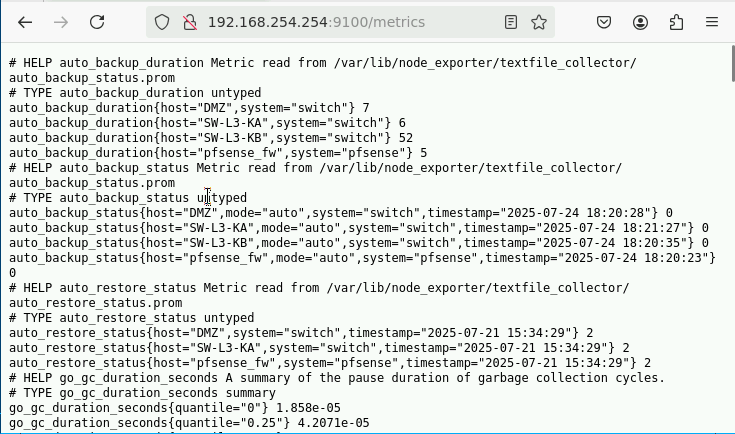 192.168.254.254:9100/metrics
# HELP auto_backup_duration Metric read from /var/lib/node_exporter/textfile_collector/
auto_backup_status.prom
# TYPE auto_backup_duration untyped
auto_backup_duration{host="DMZ",system="switch"} 7
auto_backup_duration{host="SW-L3-KA",system="switch"} 6
auto_backup_duration{host="SW-L3-KB",system="switch"} 52
auto_backup_duration{host="pfsense_fw",system="pfsense"} 5
# HELP auto_backup_status Metric read from /var/lib/node_exporter/textfile_collector/
auto_backup_status.prom
# TYPE auto_backup_status untyped
auto_backup_status{host="DMZ",mode="auto",system="switch",timestamp="2025-07-24 18:20:28"} 0
auto_backup_status{host="SW-L3-KA",mode="auto",system="switch",timestamp="2025-07-24 18:21:27"} 0
auto_backup_status{host="SW-L3-KB",mode="auto",system="switch",timestamp="2025-07-24 18:20:35"} 0
auto_backup_status{host="pfsense_fw",mode="auto",system="pfsense",timestamp="2025-07-24 18:20:23"}
0
# HELP auto_restore_status Metric read from /var/lib/node_exporter/textfile_collector/
auto_restore_status.prom
# TYPE auto_restore_status untyped
auto_restore_status{host="DMZ",system="switch",timestamp="2025-07-21 15:34:29"} 2
auto_restore_status{host="SW-L3-KA",system="switch",timestamp="2025-07-21 15:34:29"} 2
auto_restore_status{host="pfsense_fw",system="pfsense",timestamp="2025-07-21 15:34:29"} 2
# HELP go_gc_duration_seconds A summary of the pause duration of garbage collection cycles.
# TYPE go_gc_duration_seconds summary
go_gc_duration_seconds{quantile="0"} 1.858e-05
go_gc_duration_seconds{quantile="0.25"} 4.2071e-05